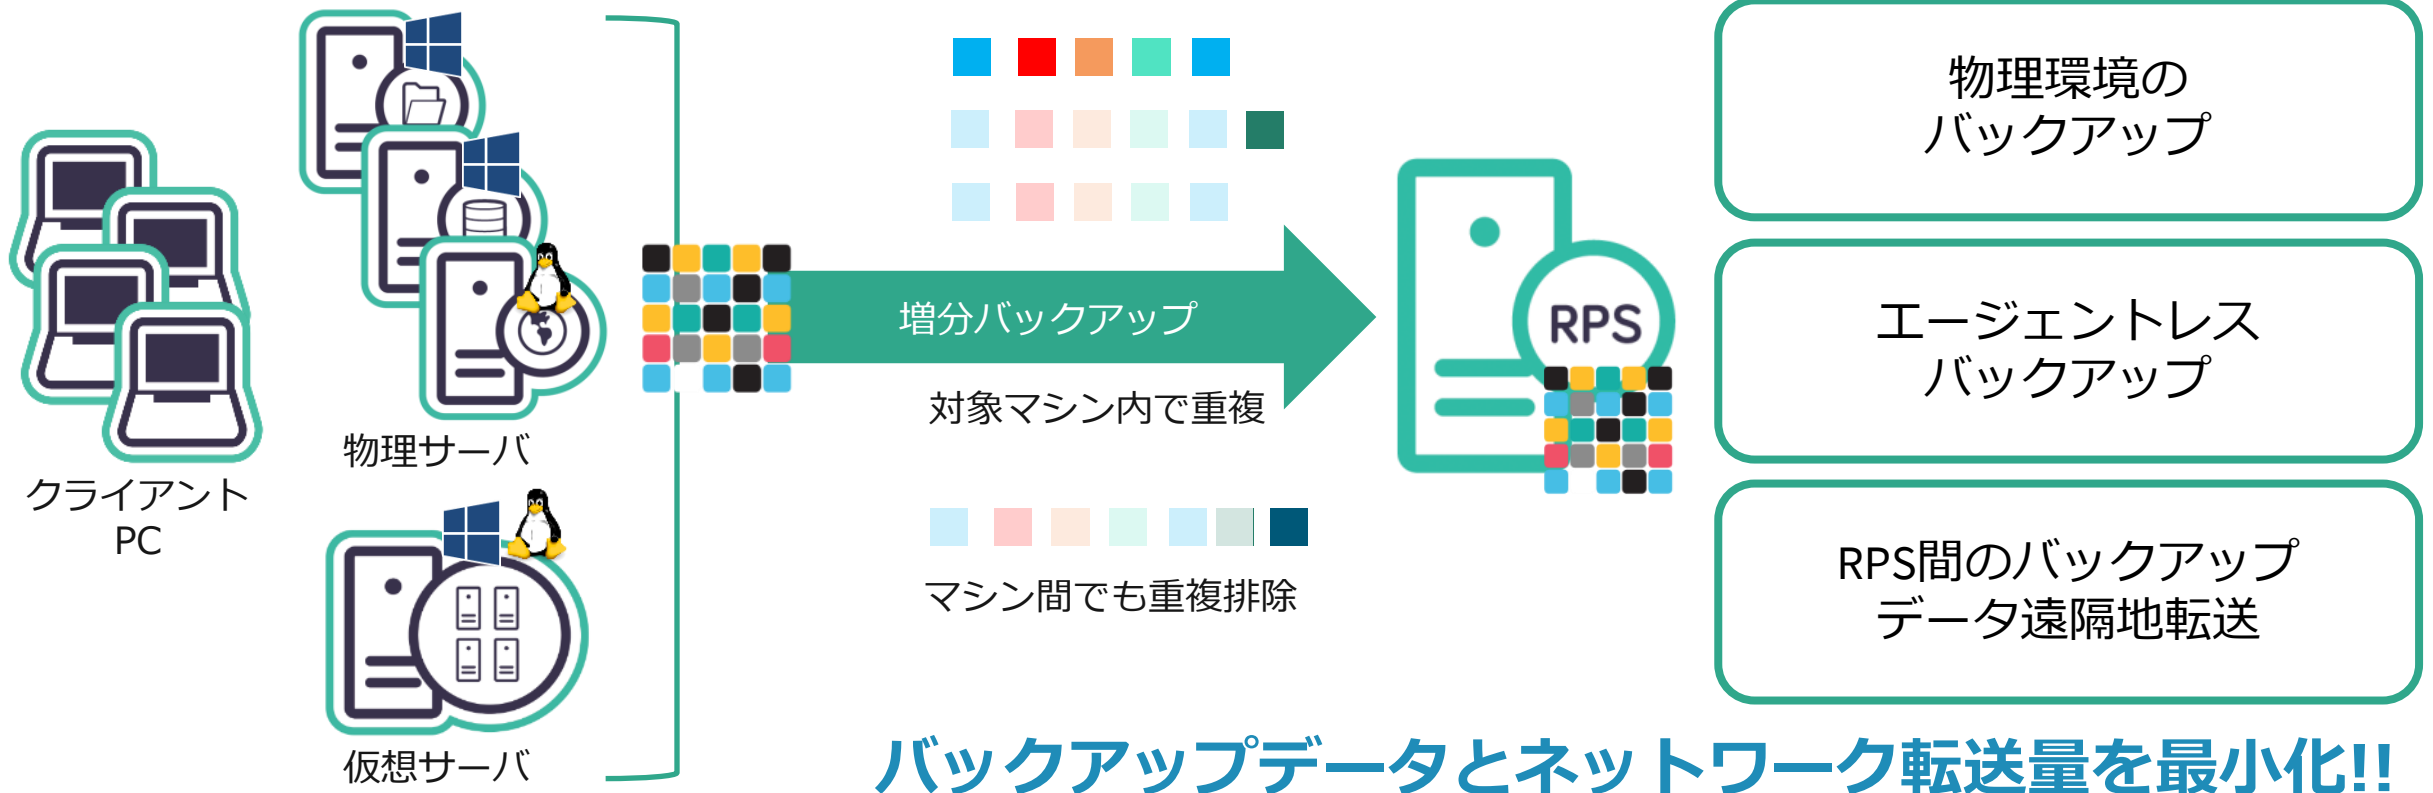 クライアント
PC
物理サーバ
仮想サーバ
増分バックアップ
対象マシン内で重複
マシン間でも重複排除
RPS
物理環境の
バックアップ
エージェントレス
バックアップ
RPS間のバックアップ
データ遠隔地転送
バックアップデータとネットワーク転送量を最小化!!